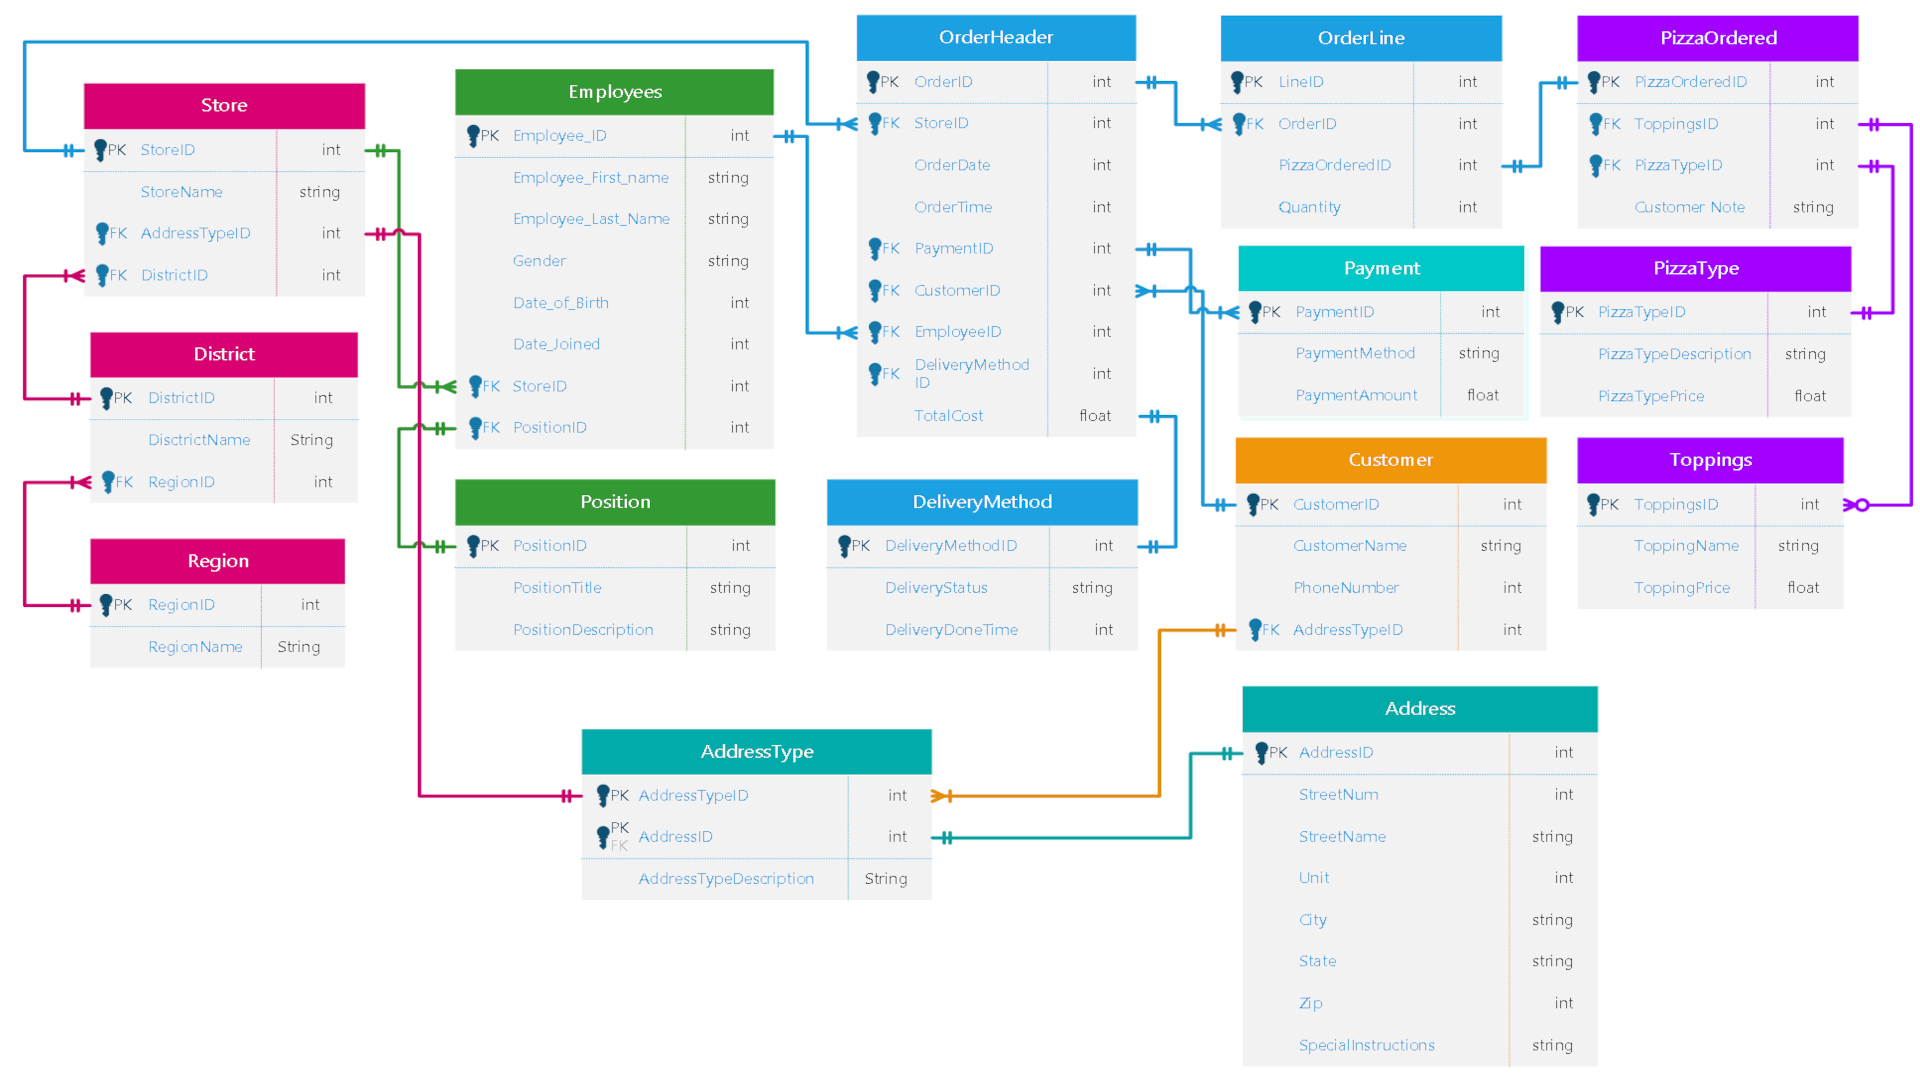 Store
PK StoreID int
StoreName string
FK AddressTypeID int
FK DistrictID int
District
PK DistrictID int
DisctrictName String
FK RegionID int
Region
PK RegionID int
RegionName String
Employees
PK Employee_ID int
Employee_First_name string
Employee_Last_Name string
Gender string
Date_of_Birth int
Date_Joined int
FK StoreID int
FK PositionID int
Position
PK PositionID int
PositionTitle string
PositionDescription string
OrderHeader
PK OrderID int
FK StoreID int
OrderDate int
OrderTime int
FK PaymentID int
FK CustomerID int
FK EmployeeID int
FK DeliveryMethod int
ID
TotalCost float
DeliveryMethod
PK DeliveryMethodID int
DeliveryStatus string
DeliveryDoneTime int
OrderLine
PK LineID int
FK OrderID int
PizzaOrderedID int
Quantity int
PizzaOrdered
PK PizzaOrderedID int
FK ToppingsID int
FK PizzaTypeID int
Customer Note string
Payment
PK PaymentID int
PaymentMethod string
PaymentAmount float
PizzaType
PK PizzaTypeID int
PizzaTypeDescription string
PizzaTypePrice float
Customer
PK CustomerID int
CustomerName string
PhoneNumber int
FK AddressTypeID int
Toppings
PK ToppingsID int
ToppingName string
ToppingPrice float
AddressType
PK AddressTypeID int
PK
FK AddressID int
AddressTypeDescription String
Address
PK AddressID int
StreetNum int
StreetName string
Unit int
City string
State string
Zip int
SpecialInstructions string